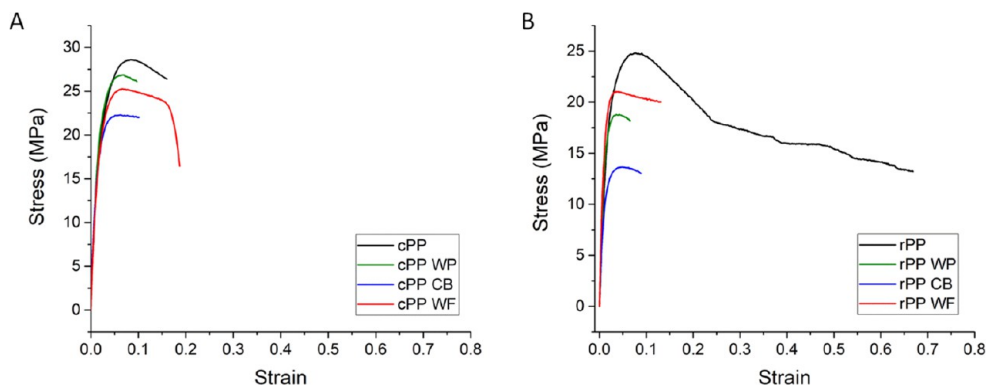 A
Stress (MPa)
30
25
20
15
10
5
0
cPP
cPP WP
cPP CB
cPP WF
0.0 0.1 0.2 0.3 0.4 0.5 0.6 0.7 0.8
Strain
B
Stress (MPa)
25
20
15
10
5
0
rPP
rPP WP
rPP CB
rPP WF
0.0 0.1 0.2 0.3 0.4 0.5 0.6 0.7 0.8
Strain